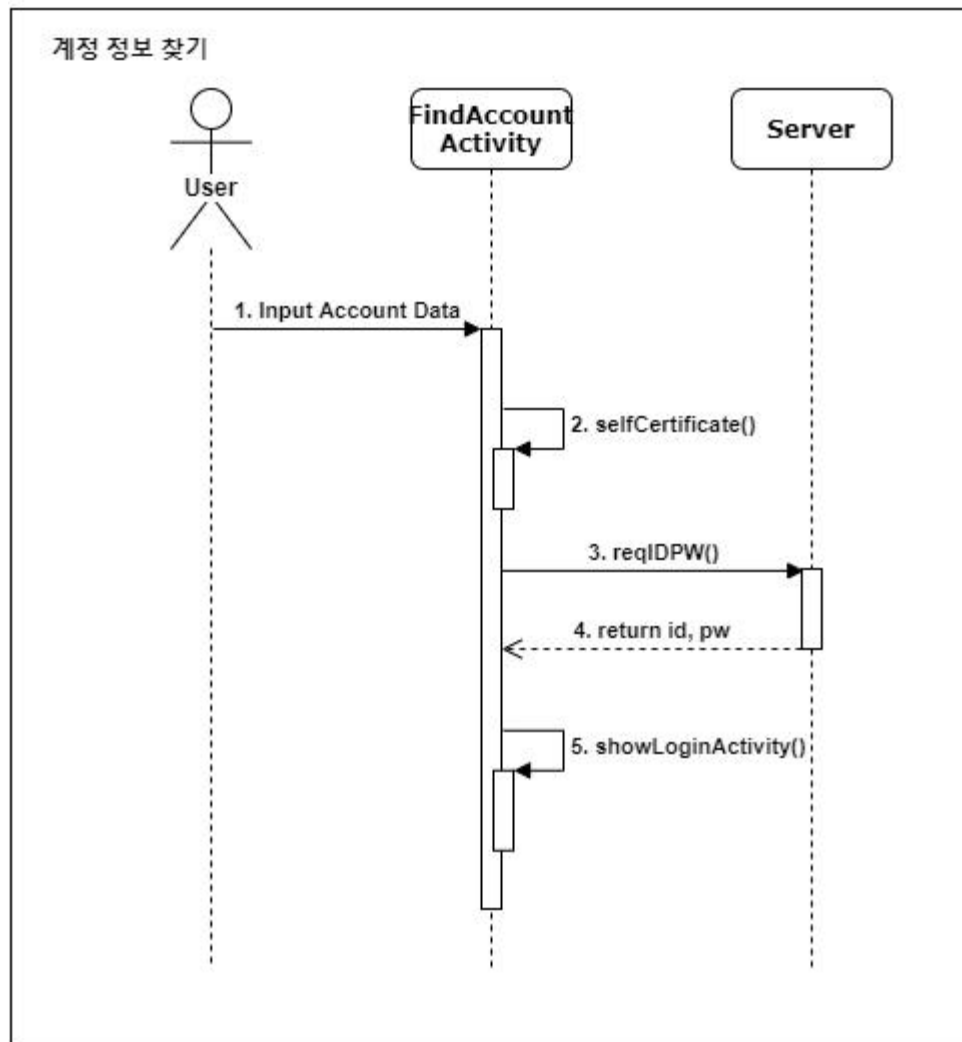 계정 정보 찾기
FindAccount
Activity
Server
User
1. Input Account Data
2. selfCertificate()
3. reqIDPW()
4. return id, pw
5. showLoginActivity()